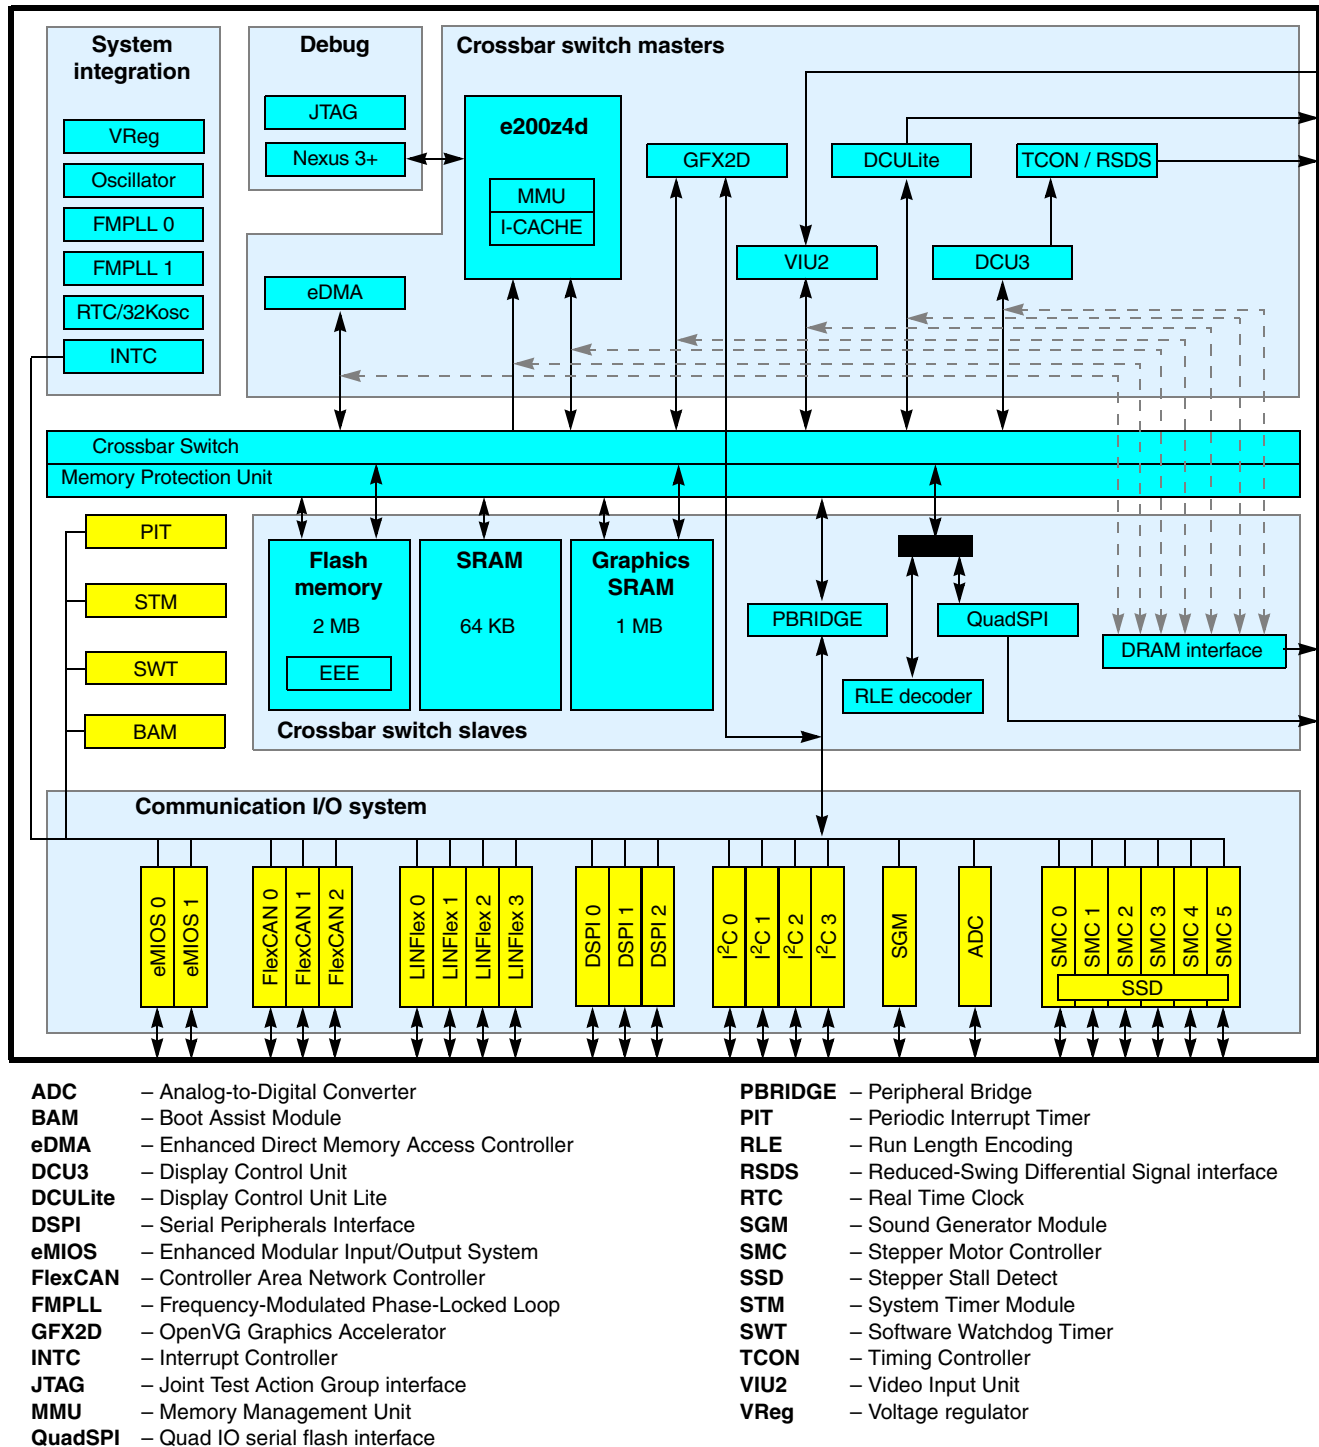 System
integration
VReg
Oscillator
FMPLL 0
FMPLL 1
RTC/32Kosc
INTC
Debug
JTAG
Nexus 3+
Crossbar switch masters
e200z4d
MMU
I-CACHE
GFX2D
DCULite
TCON / RSDS
VIU2
DCU3
eDMA
Crossbar Switch
Memory Protection Unit
PIT
STM
SWT
BAM
Flash
memory
2 MB
EEE
SRAM
64 KB
Graphics
SRAM
1 MB
PBRIDGE
QuadSPI
DRAM interface
RLE decoder
Crossbar switch slaves
Communication I/O system
eMIOS 0
eMIOS 1
FlexCAN 0
FlexCAN 1
FlexCAN 2
LINFlex 0
LINFlex 1
LINFlex 2
LINFlex 3
DSPI 0
DSPI 1
DSPI 2
I²C 0
I²C 1
I²C 2
I²C 3
SGM
ADC
SMC 0
SMC 1
SMC 2
SMC 3
SMC 4
SMC 5
SSD
ADC – Analog-to-Digital Converter
BAM – Boot Assist Module
eDMA – Enhanced Direct Memory Access Controller
DCU3 – Display Control Unit
DCULite – Display Control Unit Lite
DSPI – Serial Peripherals Interface
eMIOS – Enhanced Modular Input/Output System
FlexCAN – Controller Area Network Controller
FMPLL – Frequency-Modulated Phase-Locked Loop
GFX2D – OpenVG Graphics Accelerator
INTC – Interrupt Controller
JTAG – Joint Test Action Group interface
MMU – Memory Management Unit
QuadSPI – Quad IO serial flash interface
PBRIDGE – Peripheral Bridge
PIT – Periodic Interrupt Timer
RLE – Run Length Encoding
RSDS – Reduced-Swing Differential Signal interface
RTC – Real Time Clock
SGM – Sound Generator Module
SMC – Stepper Motor Controller
SSD – Stepper Stall Detect
STM – System Timer Module
SWT – Software Watchdog Timer
TCON – Timing Controller
VIU2 – Video Input Unit
VReg – Voltage regulator